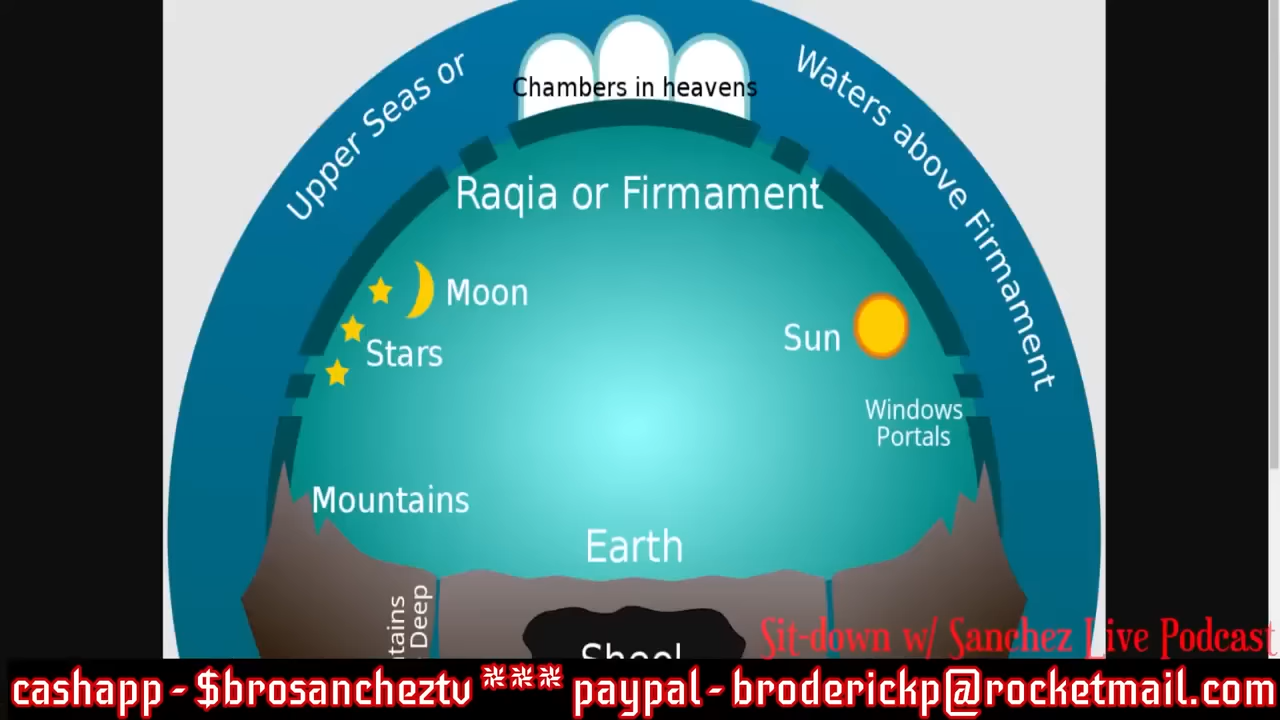 Upper Seas or
Waters above Firmament
Chambers in heavens
Raqia or Firmament
Moon
Stars
Sun
Windows
Portals
Mountains
Earth
Deep
Sheol
Sit-down w/ Sanchez Live Podcast
cashapp - $brosancheztv *** paypal - broderickp@rocketmail.com